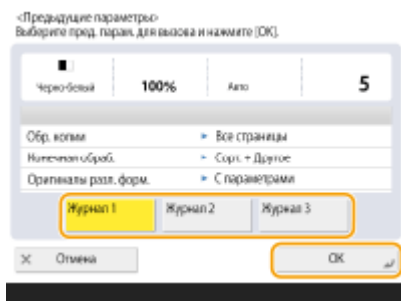 <Предыдущие параметры>
Выберите пред. парам. для вызова и нажмите [OK].
Черно-белый 100% Авто 5
Обр. копии ▸ Все страницы
Конечная обраб. ▸ Сорт. + Другое
Оригиналы разл. форм. ▸ С параметрами
Журнал 1 Журнал 2 Журнал 3
Отмена OK